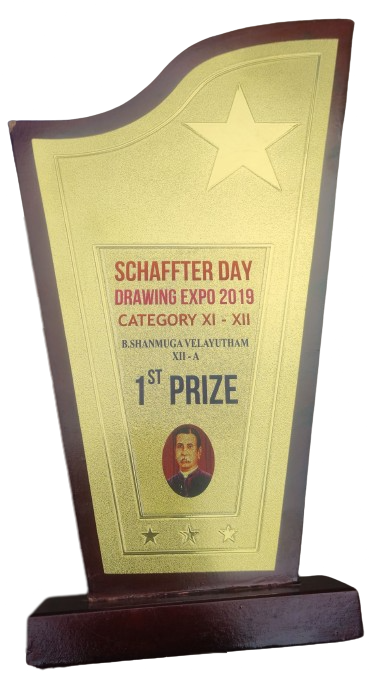 SCHAFFTER DAY
DRAWING EXPO 2019
CATEGORY XI - XII
B.SHANMUGA VELAYUTHAM
XII - A
1ST PRIZE